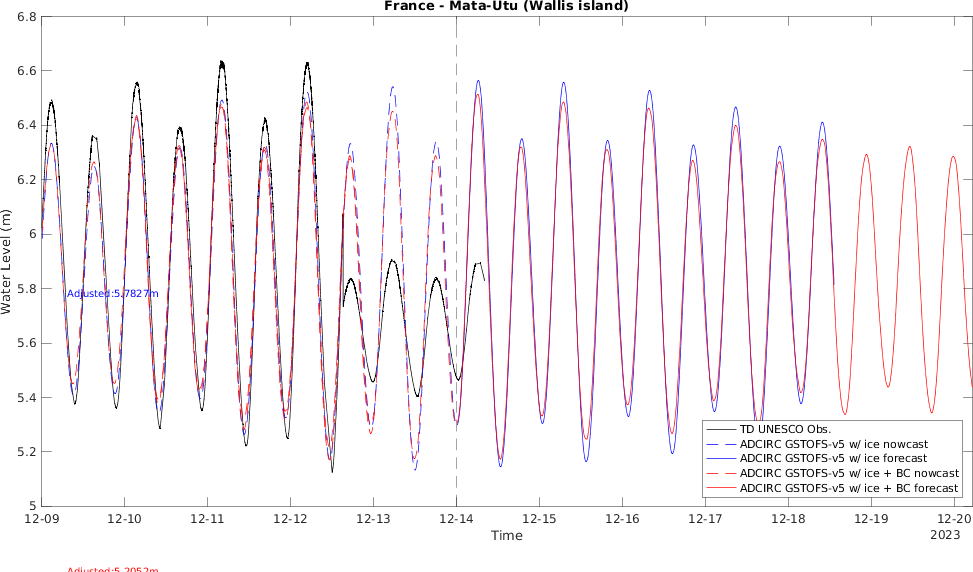 France - Mata-Utu (Wallis island)
6.8
6.6
6.4
6.2
6
5.8
5.6
5.4
5.2
5
Water Level (m)
Adjusted:5.7827m
TD UNESCO Obs.
ADCIRC GSTOFS-v5 w/ ice nowcast
ADCIRC GSTOFS-v5 w/ ice forecast
ADCIRC GSTOFS-v5 w/ ice + BC nowcast
ADCIRC GSTOFS-v5 w/ ice + BC forecast
12-09 12-10 12-11 12-12 12-13 12-14 12-15 12-16 12-17 12-18 12-19 12-20
Time
2023
Adjusted:5.2052m